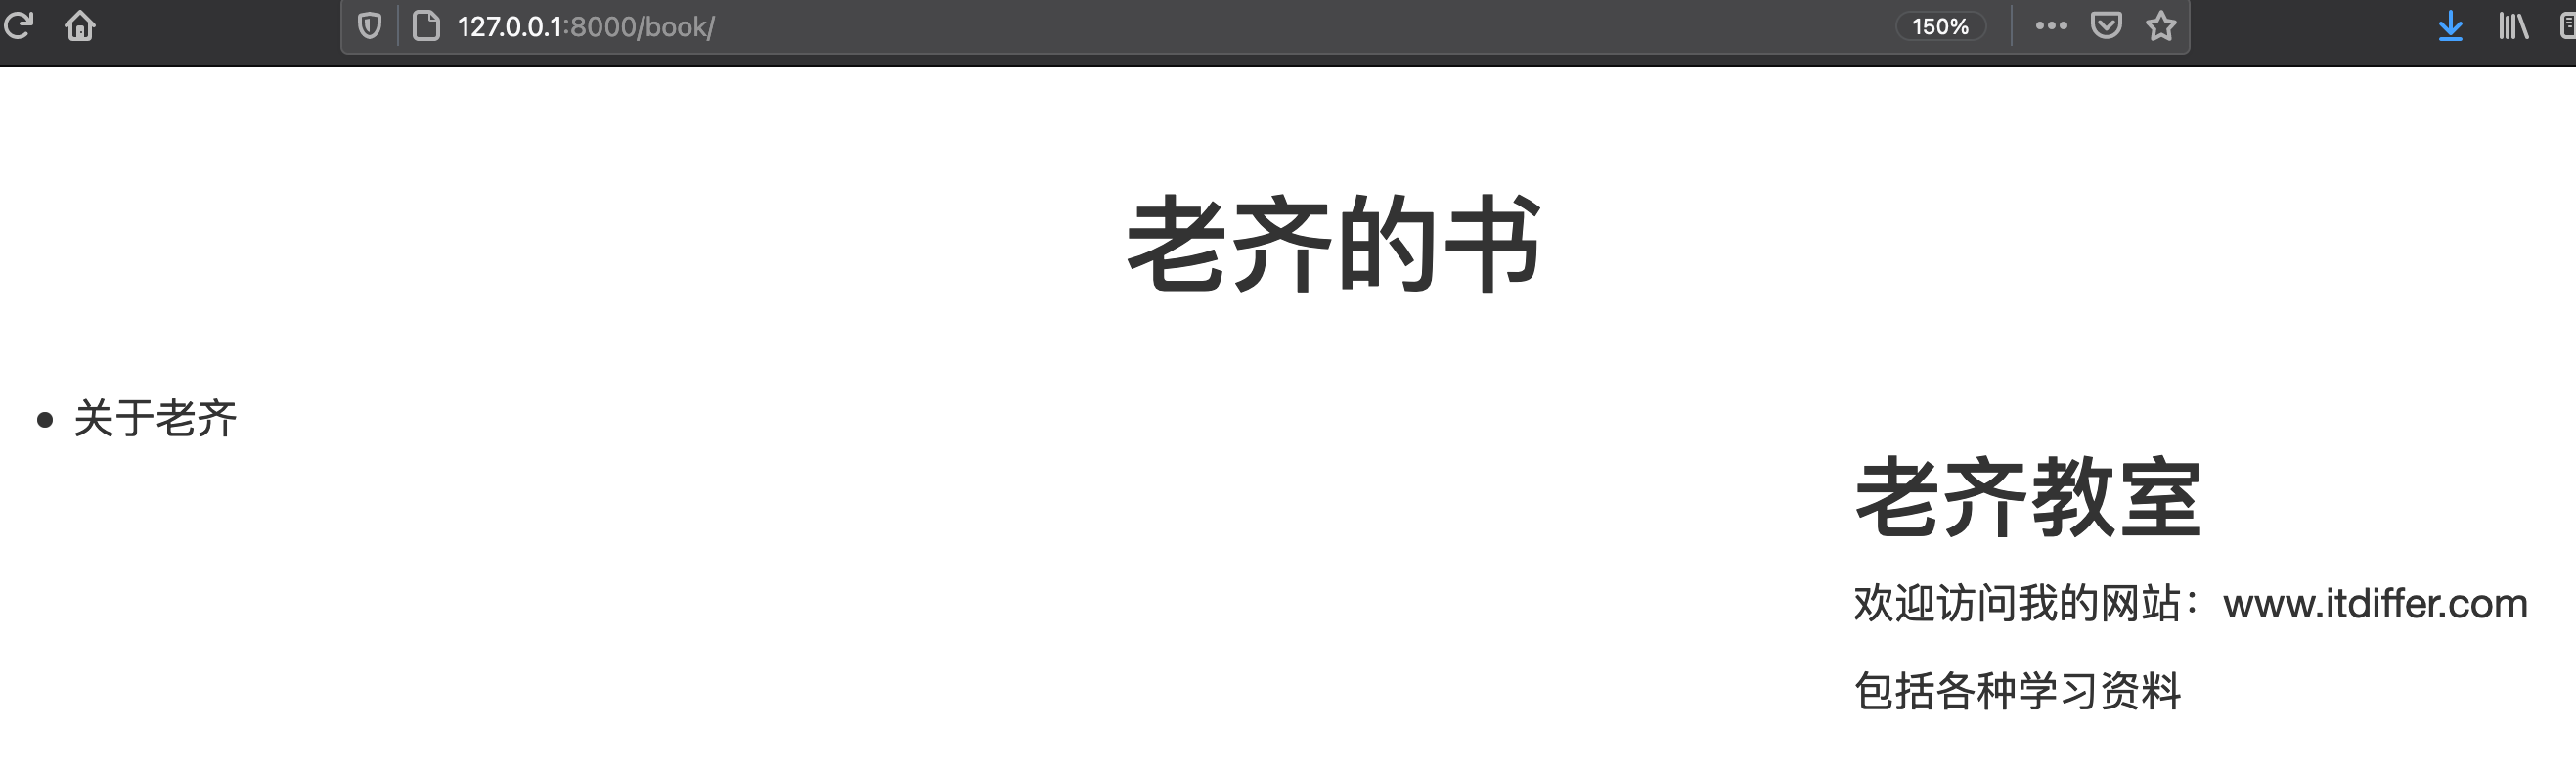 127.0.0.1:8000/book/
150%
老齐的书
关于老齐
老齐教室
欢迎访问我的网站：www.itdiffer.com
包括各种学习资料